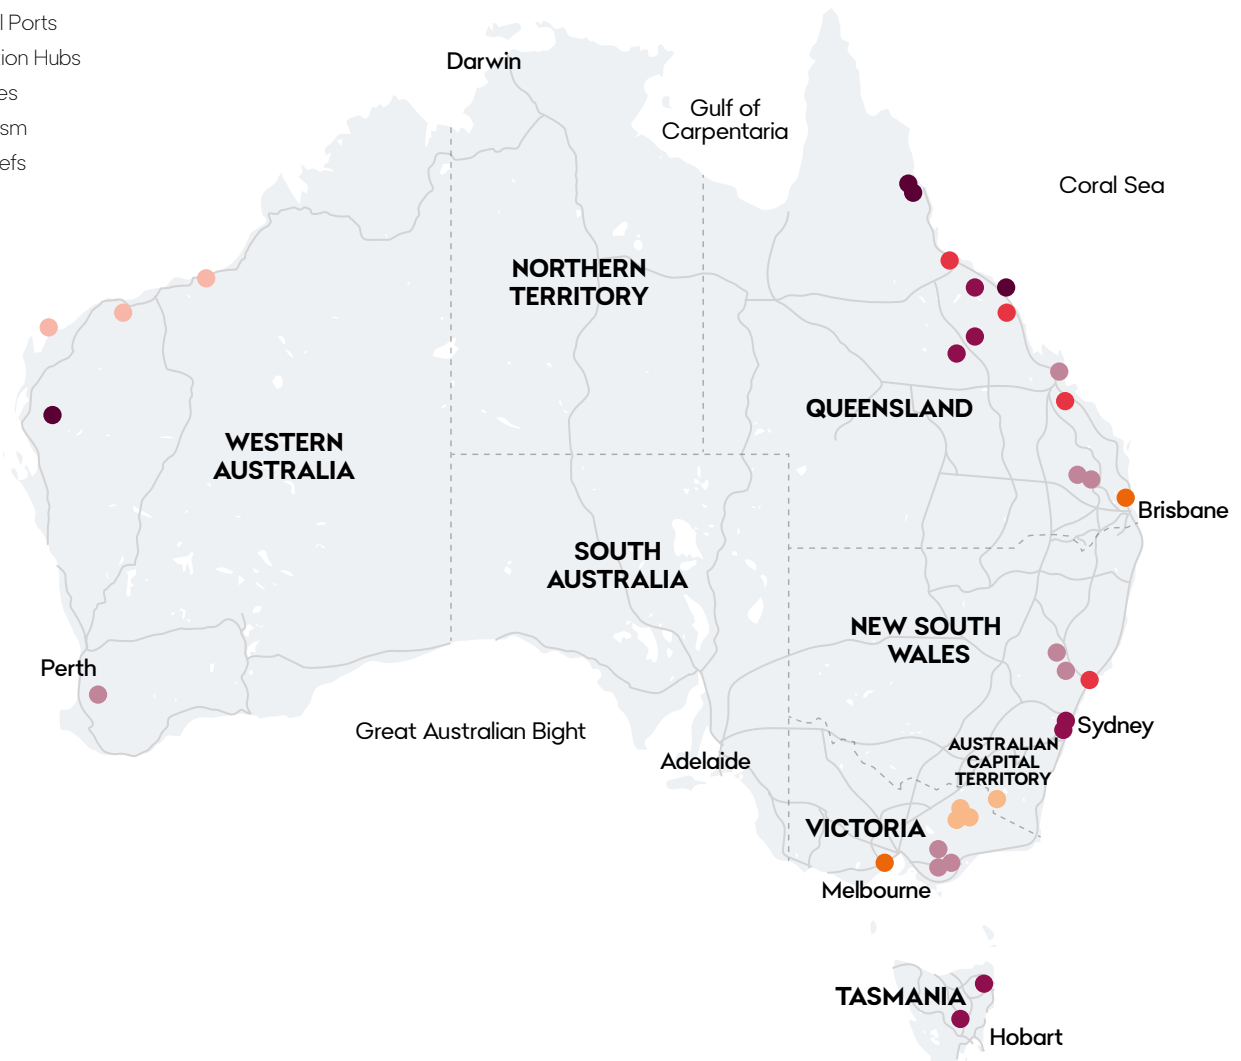 l Ports
ion Hubs
es
sm
efs
Darwin
Gulf of
Carpentaria
Coral Sea
NORTHERN
TERRITORY
QUEENSLAND
WESTERN
AUSTRALIA
Brisbane
SOUTH
AUSTRALIA
NEW SOUTH
WALES
Perth
Great Australian Bight
Sydney
Adelaide
AUSTRALIAN
CAPITAL
TERRITORY
VICTORIA
Melbourne
TASMANIA
Hobart